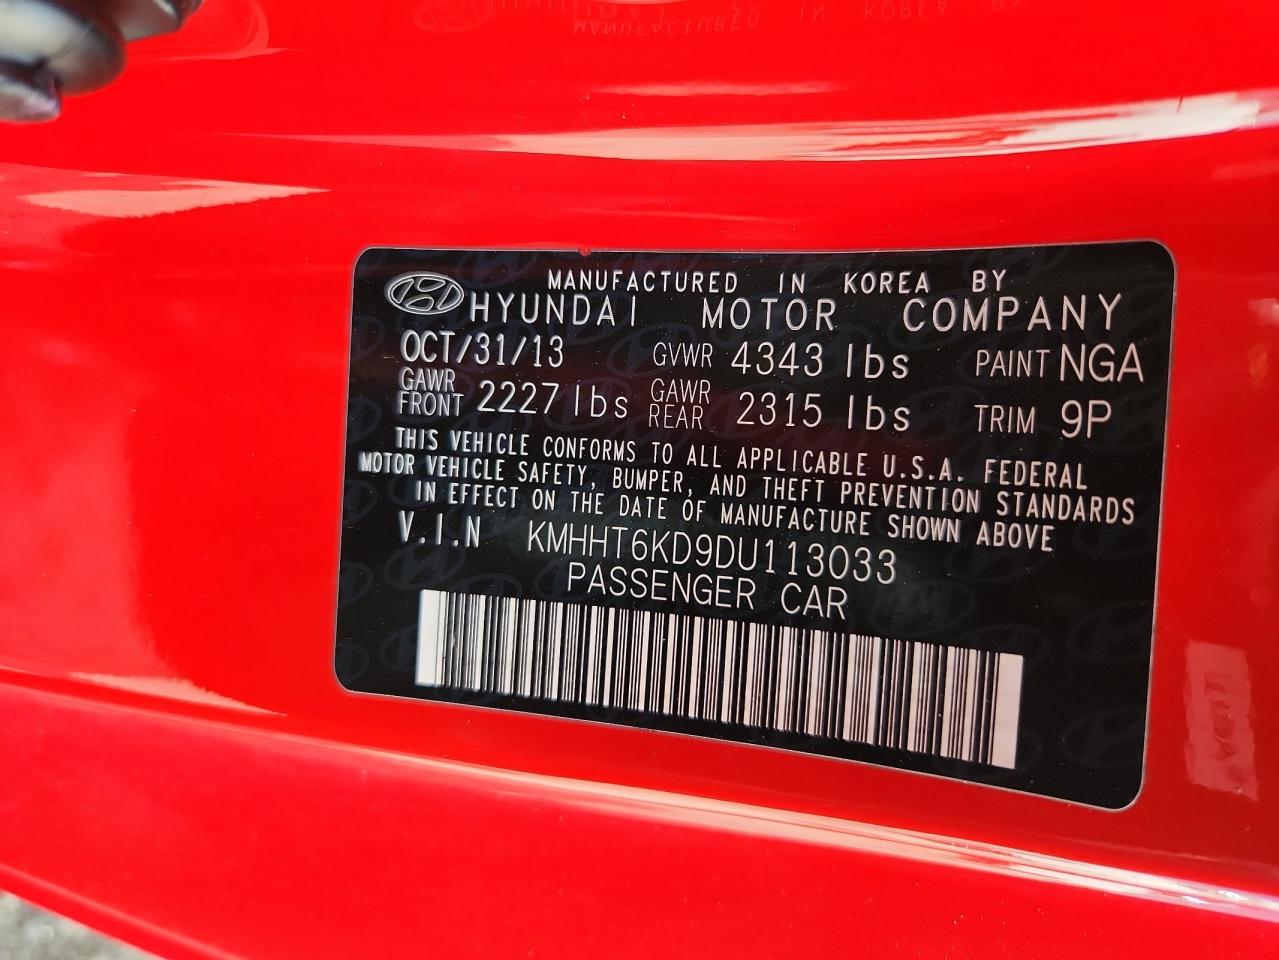 MANUFACTURED IN KOREA BY
HYUNDAI MOTOR COMPANY
OCT/31/13 GVWR 4343 lbs PAINT NGA
GAWR FRONT 2227 lbs GAWR REAR 2315 lbs TRIM 9P
THIS VEHICLE CONFORMS TO ALL APPLICABLE U.S.A. FEDERAL
MOTOR VEHICLE SAFETY, BUMPER, AND THEFT PREVENTION STANDARDS
IN EFFECT ON THE DATE OF MANUFACTURE SHOWN ABOVE
V.I.N KMHHT6KD9DU113033
PASSENGER CAR